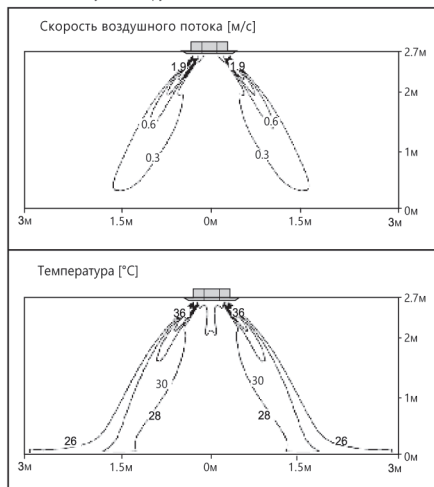 Скорость воздушного потока [м/с]
2.7м
1.9 1.9
2м
0.6 0.6
0.3 0.3
1м
0м
3м 1.5м 0м 1.5м 3м
Температура [°C]
2.7м
36 36
2м
30 30
1м
28 28
26 26
0м
3м 1.5м 0м 1.5м 3м